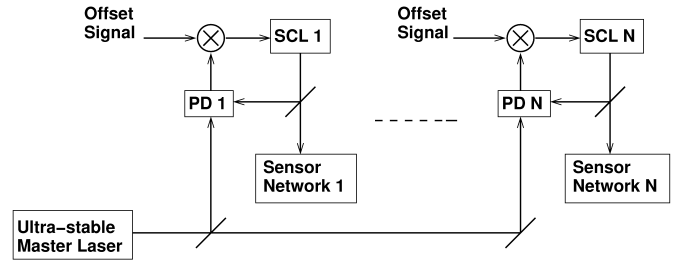 Offset
Signal
SCL 1
Offset
Signal
SCL N
PD 1
PD N
Sensor
Network 1
Sensor
Network N
Ultra−stable
Master Laser